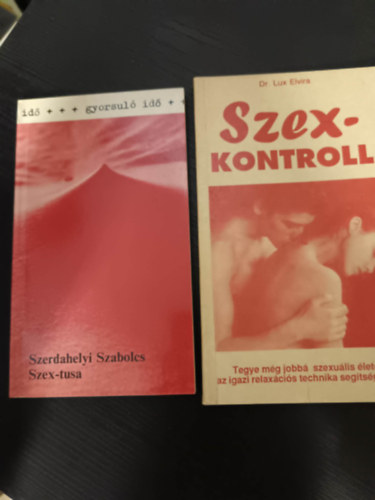 idő + + + gyorsuló idő +
Szerdahelyi Szabolcs
Szex-tusa
Dr. Lux Elvira
Szex-
KONTROLL
Tegye még jobbá szexuális élet
az igazi relaxációs technika segítsé